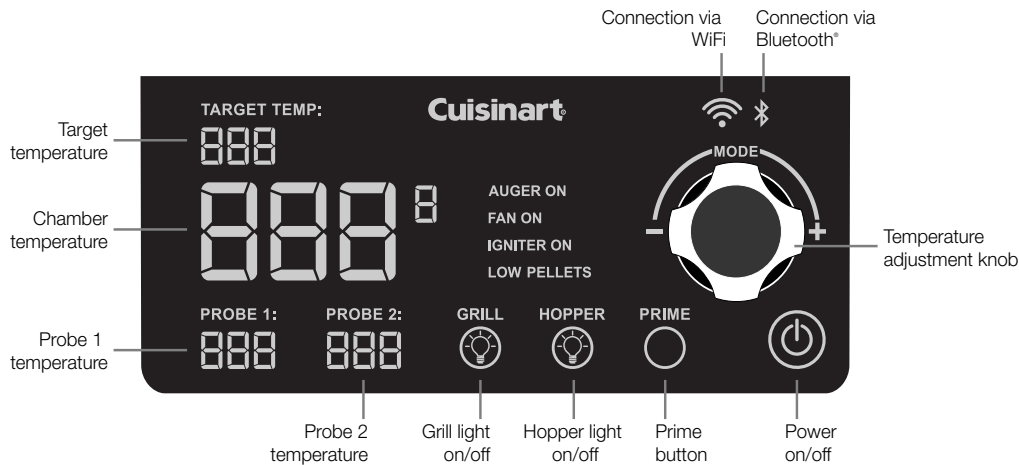 Connection via
WiFi
Connection via
Bluetooth®
TARGET TEMP:
Cuisinart®
Target
temperature
888
MODE
Chamber
temperature
888
8
AUGER ON
FAN ON
IGNITER ON
LOW PELLETS
-
+
Temperature
adjustment knob
PROBE 1:
PROBE 2:
GRILL
HOPPER
PRIME
Probe 1
temperature
888
888
Probe 2
temperature
Grill light
on/off
Hopper light
on/off
Prime
button
Power
on/off